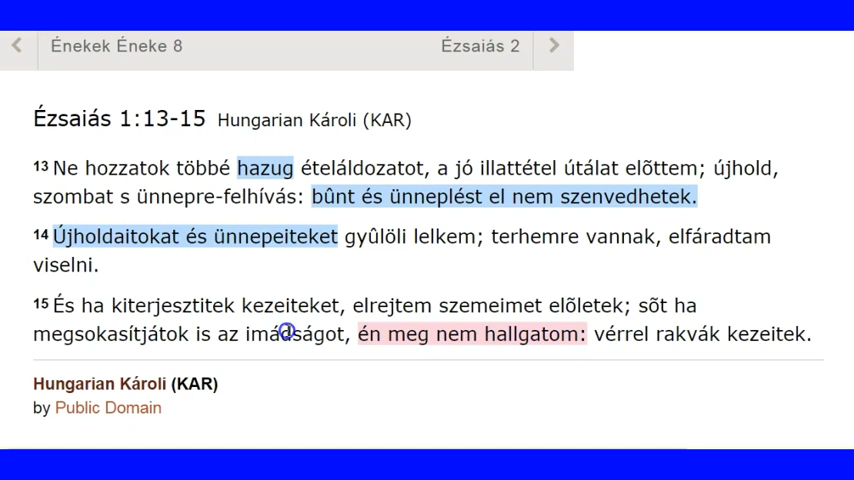 Énekek Éneke 8
Ézsaiás 2
Ézsaiás 1:13-15 Hungarian Károli (KAR)
13 Ne hozzatok többé hazug ételáldozatot, a jó illattétel útálat elõttem; újhold,
szombat s ünnepre-felhívás: bûnt és ünneplést el nem szenvedhetek.
14 Újholdaitokat és ünnepeiteket gyûlöli lelkem; terhemre vannak, elfáradtam
viselni.
15 És ha kiterjesztitek kezeiteket, elrejtem szemeimet elõletek; sõt ha
megsokasítjátok is az imádságot, én meg nem hallgatom: vérrel rakvák kezeitek.
Hungarian Károli (KAR)
by Public Domain